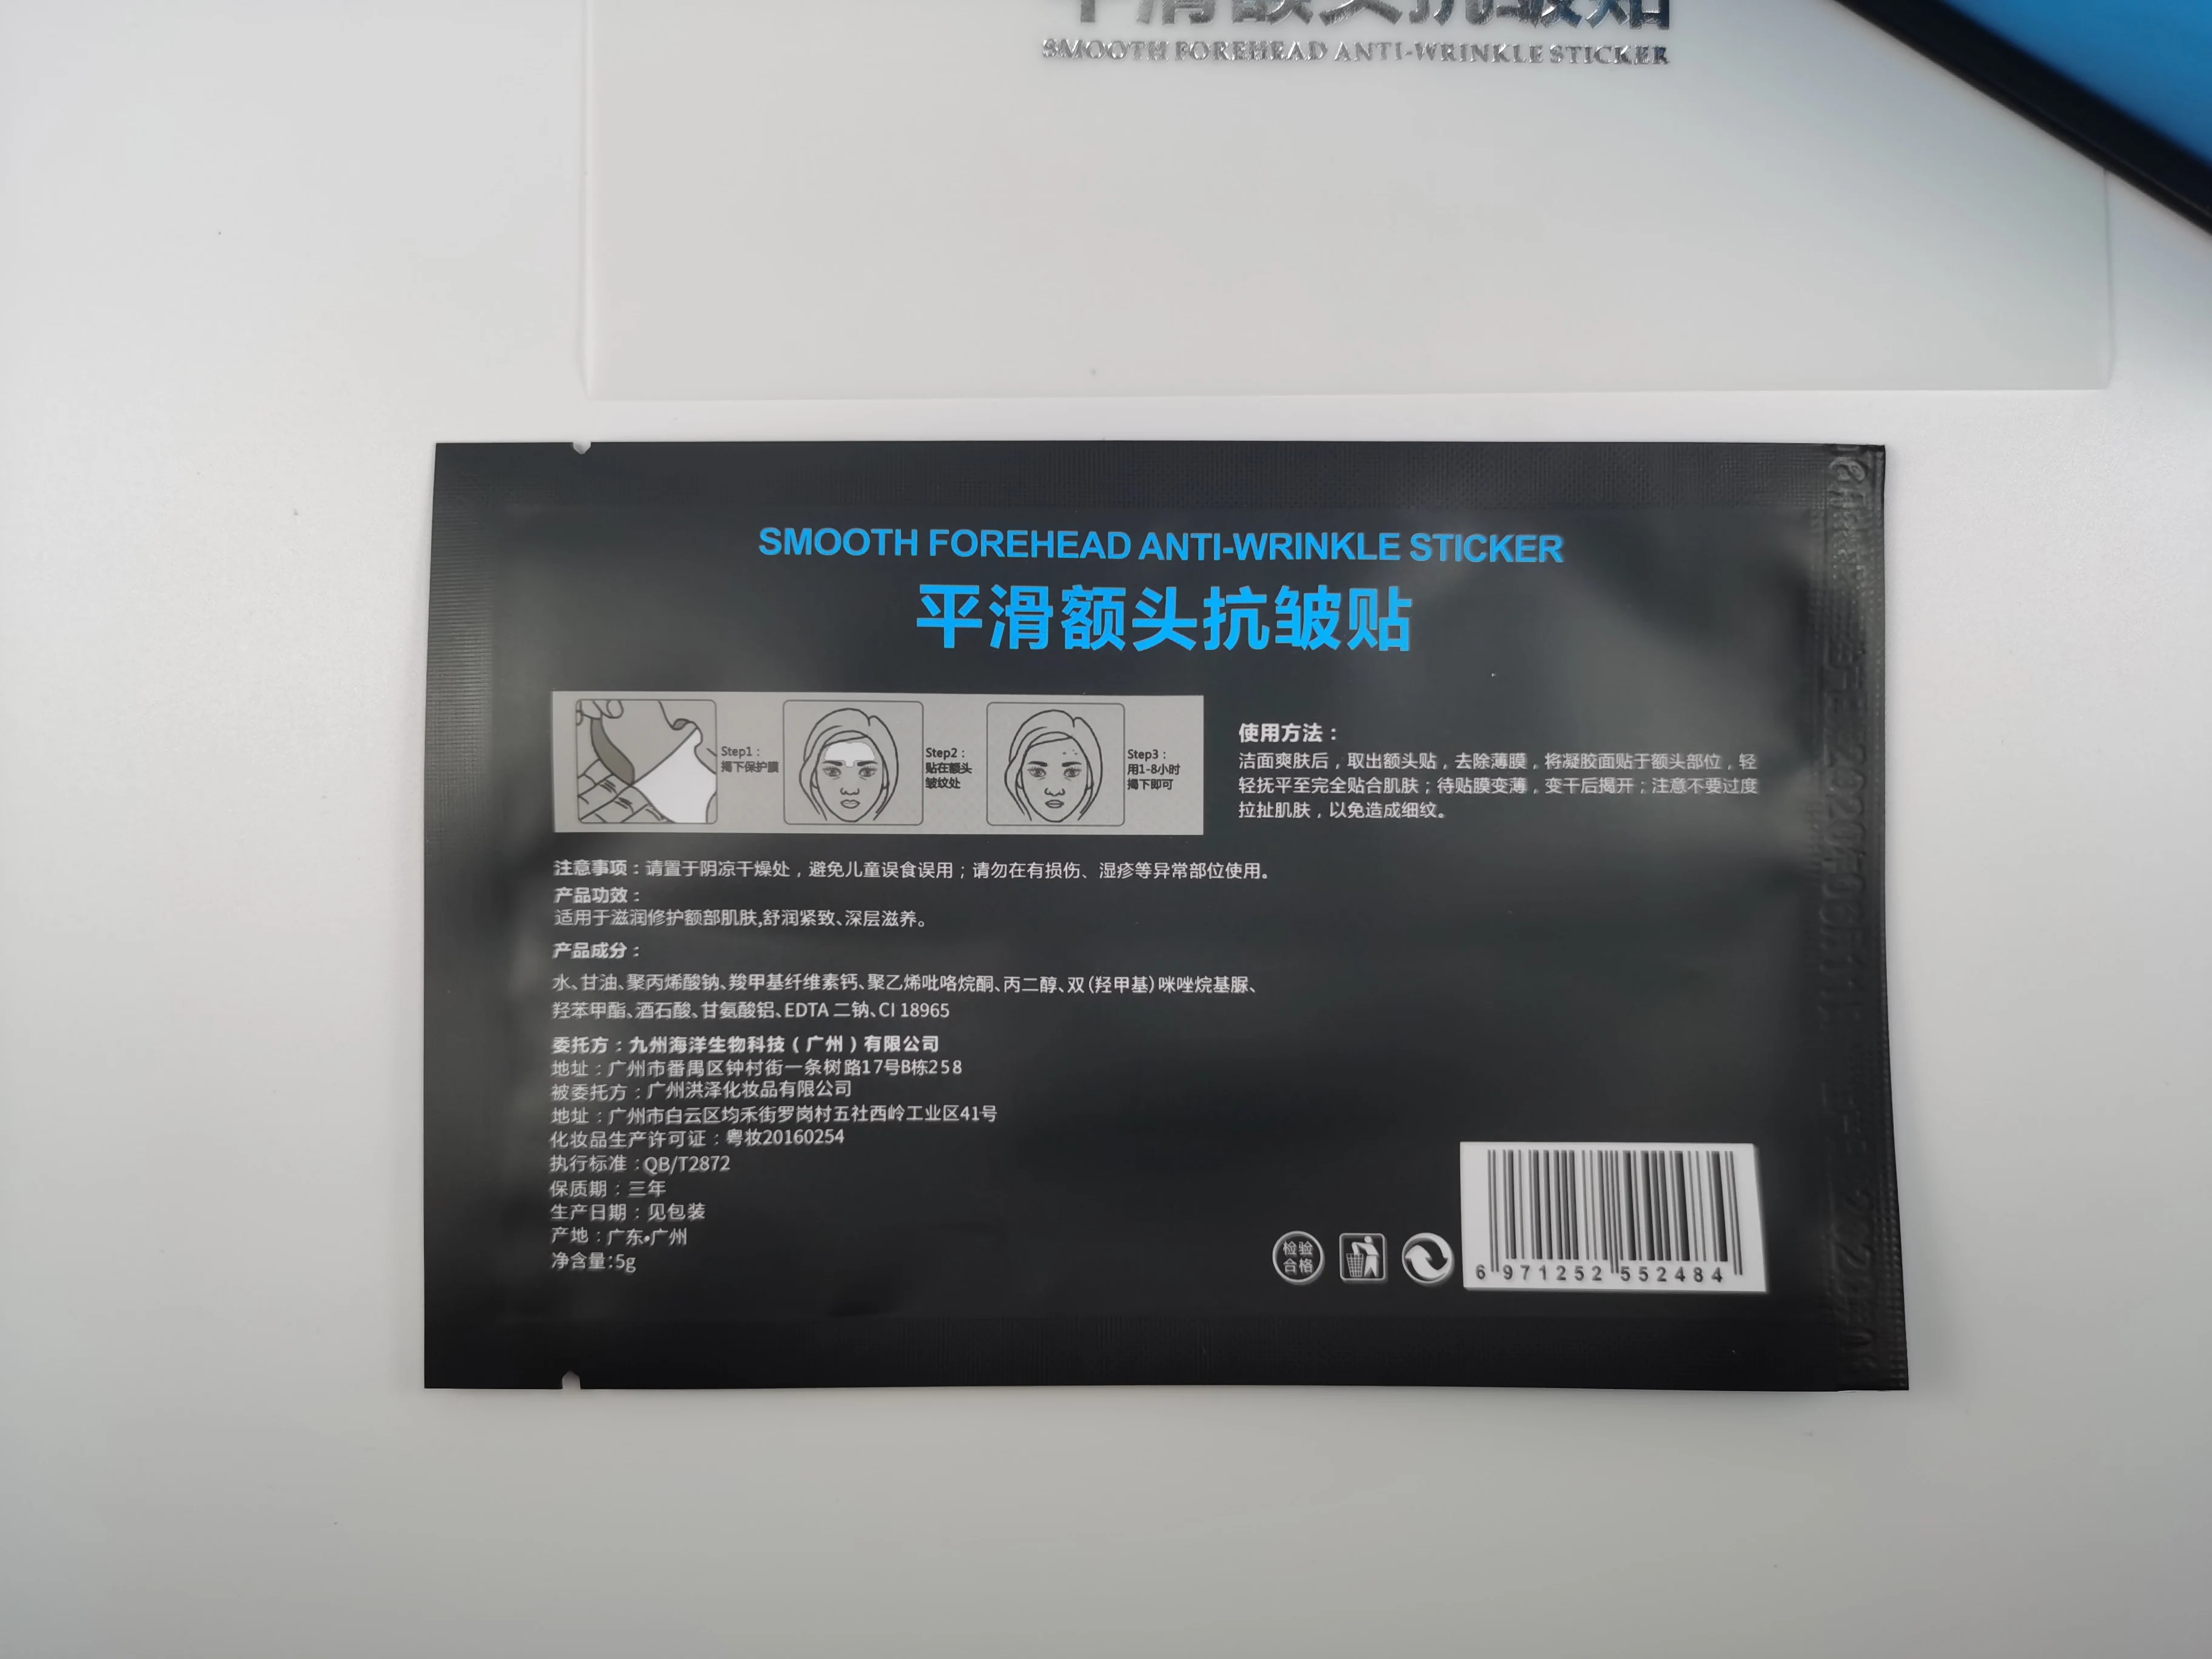 平滑额头抗皱贴
SMOOTH FOREHEAD ANTI-WRINKLE STICKER
SMOOTH FOREHEAD ANTI-WRINKLE STICKER
平滑额头抗皱贴
Step1：
揭下保护膜
Step2：
贴在额头
皱纹处
Step3：
用1-8小时
揭下即可
使用方法：
洁面爽肤后，取出额头贴，去除薄膜，将凝胶面贴于额头部位，轻
轻抚平至完全贴合肌肤；待贴膜变薄，变干后揭开；注意不要过度
拉扯肌肤，以免造成细纹。
注意事项：请置于阴凉干燥处，避免儿童误食误用；请勿在有损伤、湿疹等异常部位使用。
产品功效：
适用于滋润修护额部肌肤,舒润紧致、深层滋养。
产品成分：
水、甘油、聚丙烯酸钠、羧甲基纤维素钙、聚乙烯吡咯烷酮、丙二醇、双(羟甲基)咪唑烷基脲、
羟苯甲酯、酒石酸、甘氨酸铝、EDTA 二钠、CI 18965
委托方：九州海洋生物科技（广州）有限公司
地址：广州市番禺区钟村街一条树路17号B栋258
被委托方：广州洪泽化妆品有限公司
地址：广州市白云区均禾街罗岗村五社西岭工业区41号
化妆品生产许可证：粤妆20160254
执行标准：QB/T2872
保质期：三年
生产日期：见包装
产地：广东•广州
净含量:5g
检验
合格
6 971252 552484